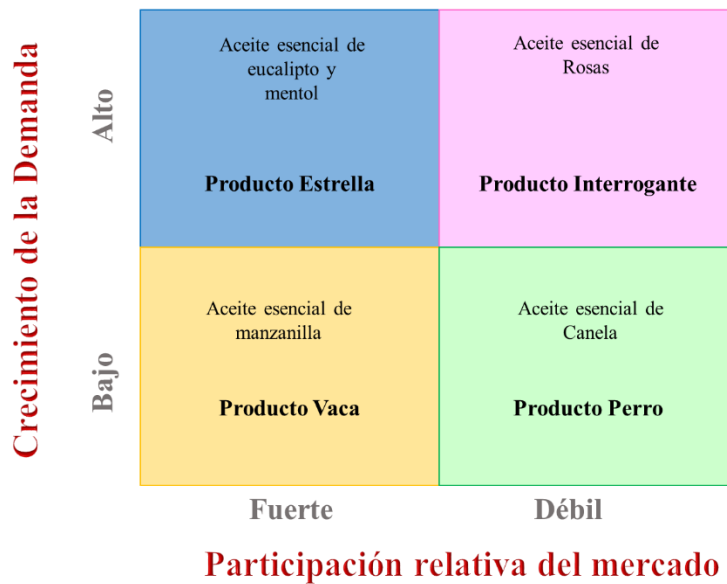 Crecimiento de la Demanda
Alto
Aceite esencial de
eucalipto y
mentol
Producto Estrella
Aceite esencial de
Rosas
Producto Interrogante
Bajo
Aceite esencial de
manzanilla
Producto Vaca
Aceite esencial de
Canela
Producto Perro
Fuerte
Débil
Participación relativa del mercado